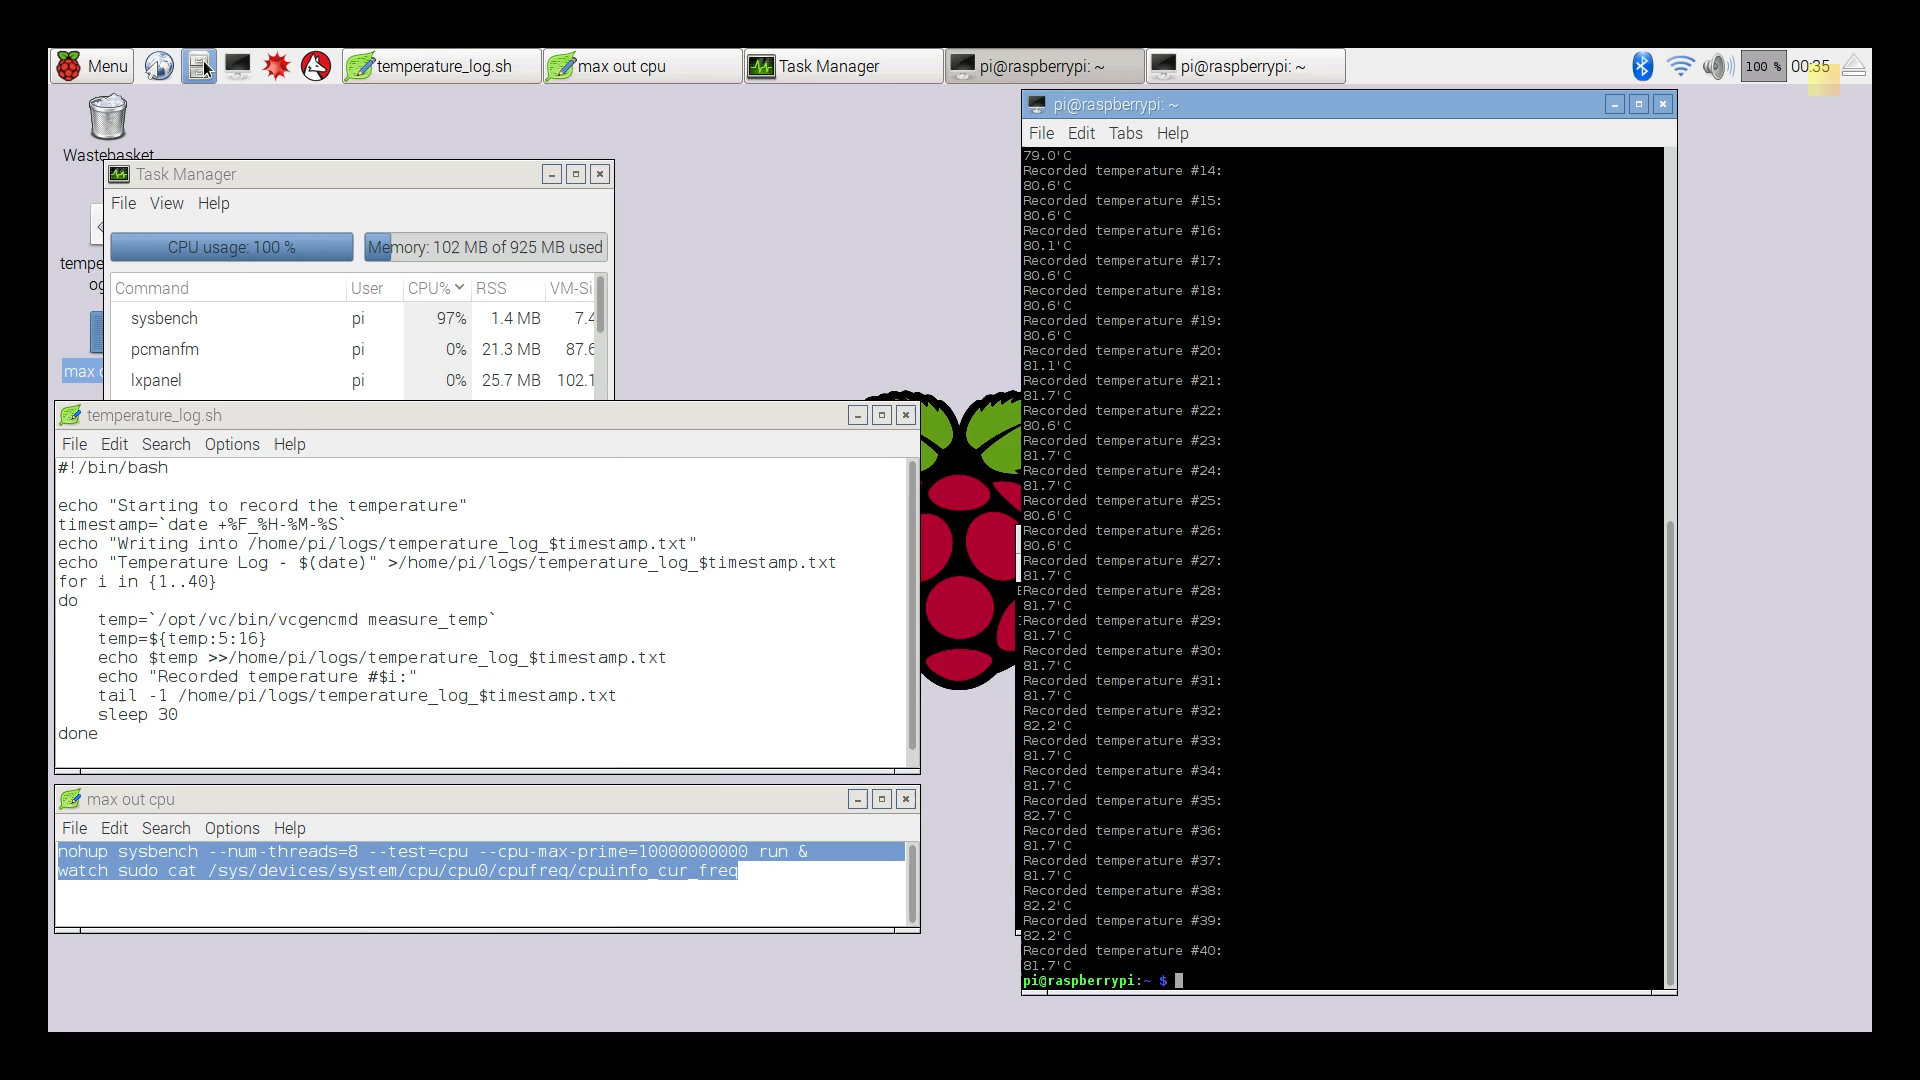 Menu
temperature_log.sh
max out cpu
Task Manager
pi@raspberrypi: ~
pi@raspberrypi: ~
100 %
00:35
Wastebasket
tempe
og
max c
Task Manager
File View Help
CPU usage: 100 %
Memory: 102 MB of 925 MB used
Command User CPU% RSS VM-Si
sysbench pi 97% 1.4 MB 7.4
pcmanfm pi 0% 21.3 MB 87.6
lxpanel pi 0% 25.7 MB 102.1
temperature_log.sh
File Edit Search Options Help
#!/bin/bash
echo "Starting to record the temperature"
timestamp=`date +%F_%H-%M-%S`
echo "Writing into /home/pi/logs/temperature_log_$timestamp.txt"
echo "Temperature Log - $(date)" >/home/pi/logs/temperature_log_$timestamp.txt
for i in {1..40}
do
temp=`/opt/vc/bin/vcgencmd measure_temp`
temp=${temp:5:16}
echo $temp >>/home/pi/logs/temperature_log_$timestamp.txt
echo "Recorded temperature #$i:"
tail -1 /home/pi/logs/temperature_log_$timestamp.txt
sleep 30
done
max out cpu
File Edit Search Options Help
nohup sysbench --num-threads=8 --test=cpu --cpu-max-prime=10000000000 run &
watch sudo cat /sys/devices/system/cpu/cpu0/cpufreq/cpuinfo_cur_freq
pi@raspberrypi: ~
File Edit Tabs Help
79.0'C
Recorded temperature #14:
80.6'C
Recorded temperature #15:
80.6'C
Recorded temperature #16:
80.1'C
Recorded temperature #17:
80.6'C
Recorded temperature #18:
80.6'C
Recorded temperature #19:
80.6'C
Recorded temperature #20:
81.1'C
Recorded temperature #21:
81.7'C
Recorded temperature #22:
80.6'C
Recorded temperature #23:
81.7'C
Recorded temperature #24:
81.7'C
Recorded temperature #25:
80.6'C
Recorded temperature #26:
80.6'C
Recorded temperature #27:
81.7'C
Recorded temperature #28:
81.7'C
Recorded temperature #29:
81.7'C
Recorded temperature #30:
81.7'C
Recorded temperature #31:
81.7'C
Recorded temperature #32:
82.2'C
Recorded temperature #33:
81.7'C
Recorded temperature #34:
81.7'C
Recorded temperature #35:
82.7'C
Recorded temperature #36:
81.7'C
Recorded temperature #37:
81.7'C
Recorded temperature #38:
82.2'C
Recorded temperature #39:
82.2'C
Recorded temperature #40:
81.7'C
pi@raspberrypi:~ $